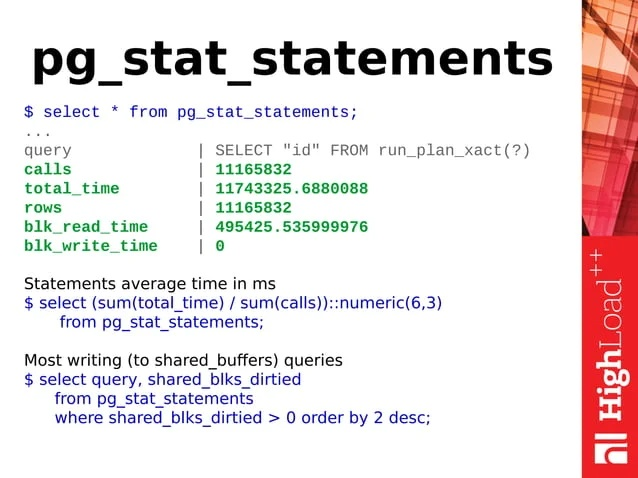 pg_stat_statements
$ select * from pg_stat_statements;
...
query | SELECT "id" FROM run_plan_xact(?)
calls | 11165832
total_time | 11743325.6880088
rows | 11165832
blk_read_time | 495425.535999976
blk_write_time | 0
Statements average time in ms
$ select (sum(total_time) / sum(calls))::numeric(6,3)
from pg_stat_statements;
Most writing (to shared_buffers) queries
$ select query, shared_blks_dirtied
from pg_stat_statements
where shared_blks_dirtied > 0 order by 2 desc;
HighLoad++